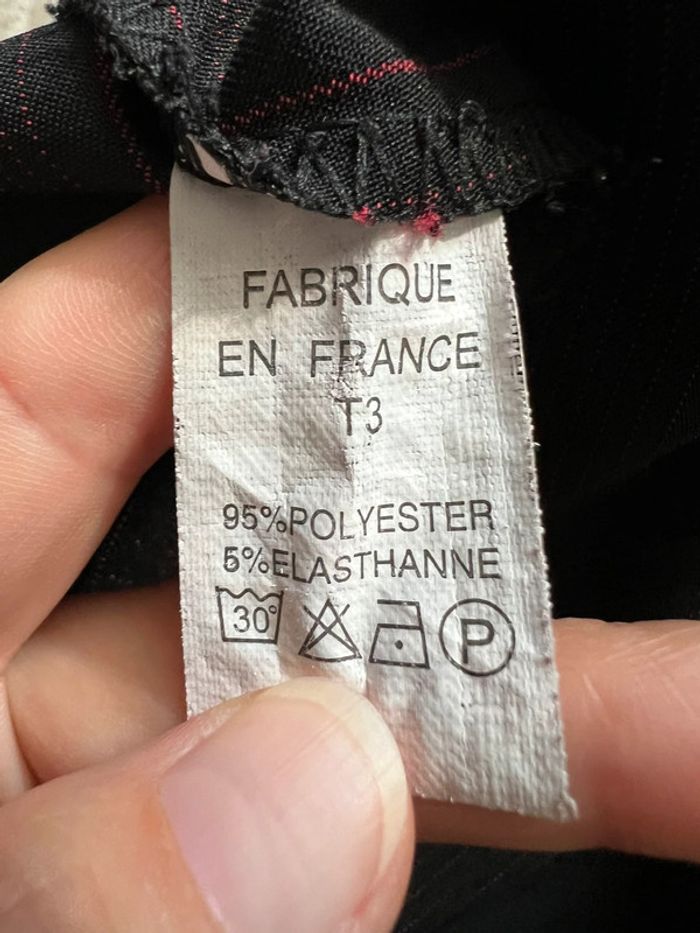 FABRIQUE
EN FRANCE
T3
95%POLYESTER
5%ELASTHANNE
30° P